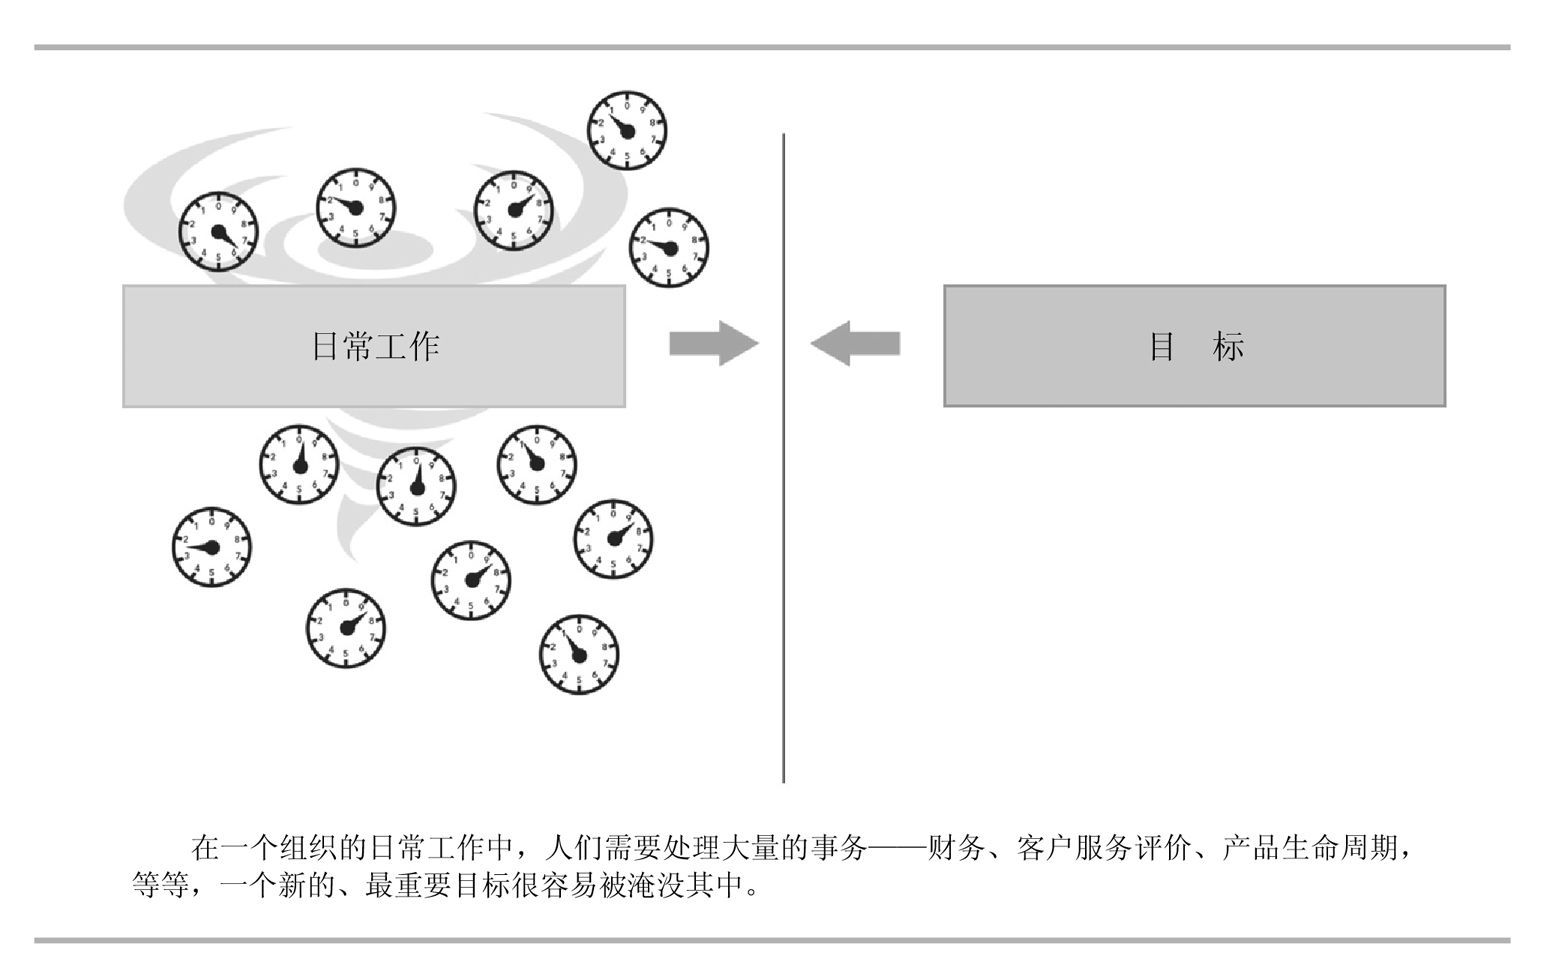 日常工作
目 标
在一个组织的日常工作中，人们需要处理大量的事务——财务、客户服务评价、产品生命周期，
等等，一个新的、最重要目标很容易被淹没其中。